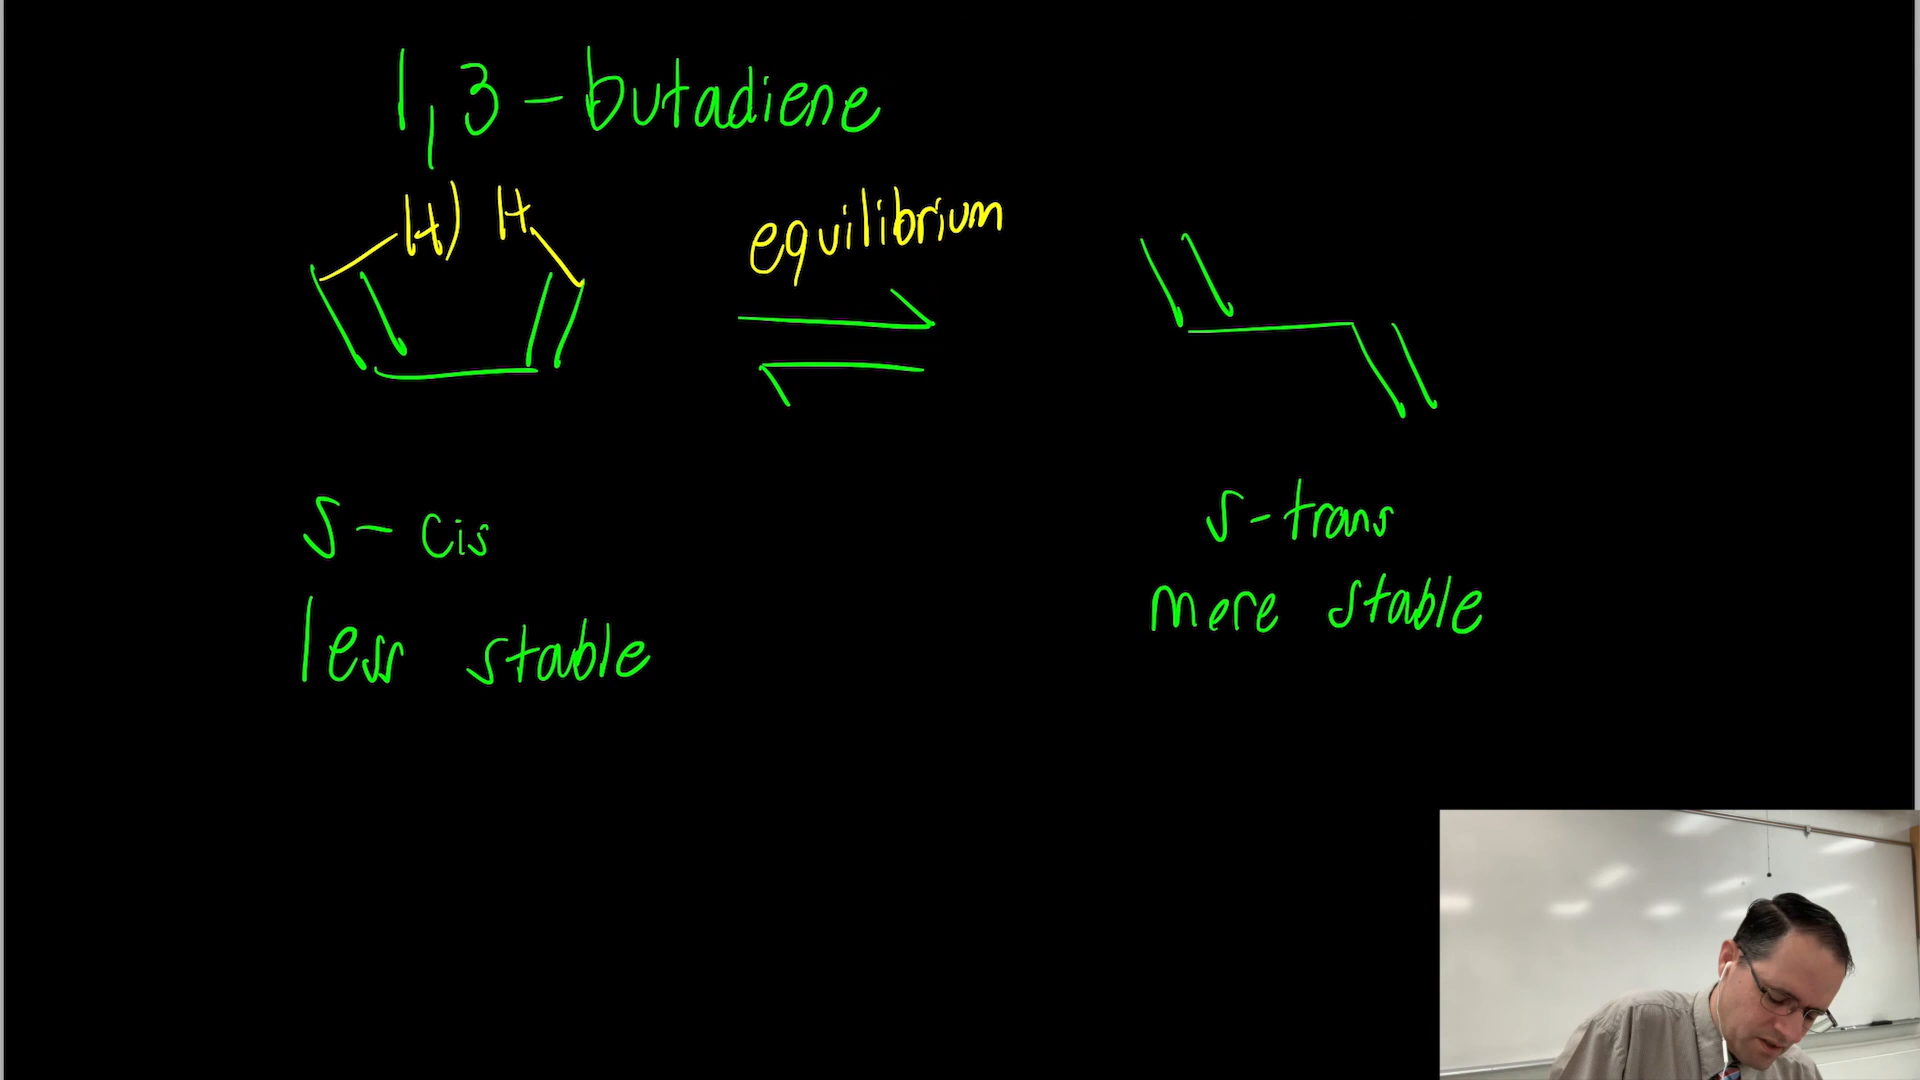 1,3-butadiene
H) H
equilibrium
s-cis
s-trans
less stable
more stable